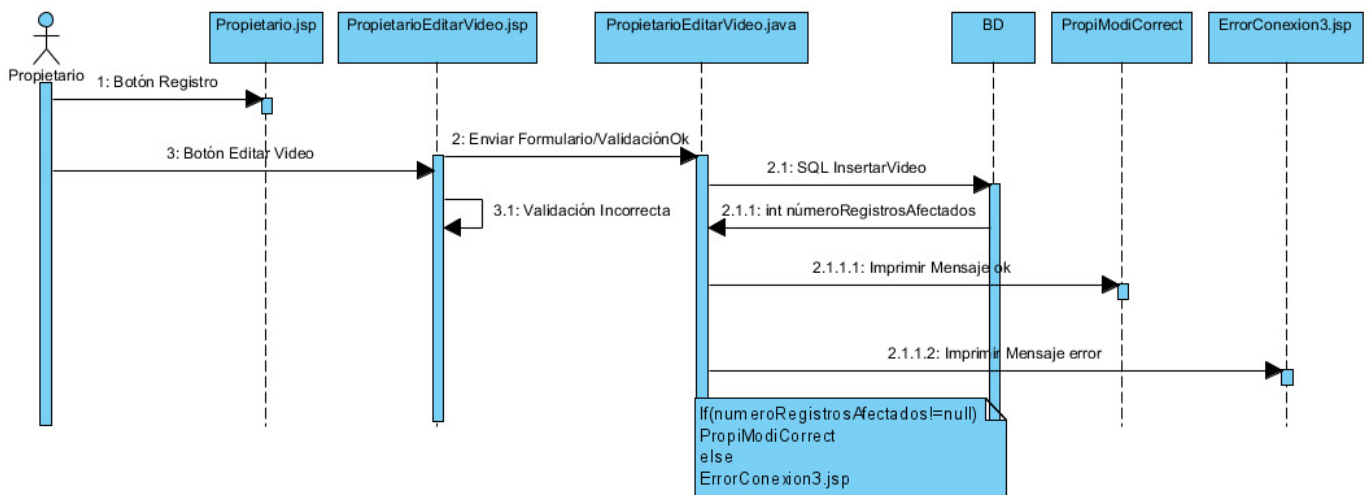 Propietario.jsp
PropietarioEditarVideo.jsp
PropietarioEditarVideo.java
BD
PropiModiCorrect
ErrorConexion3.jsp
Propietario
1: Botón Registro
2: Enviar Formulario/ValidaciónOk
3: Botón Editar Video
2.1: SQL InsertarVideo
3.1: Validación Incorrecta
2.1.1: int númeroRegistrosAfectados
2.1.1.1: Imprimir Mensaje ok
2.1.1.2: Imprimir Mensaje error
If(numeroRegistrosAfectados!=null)
PropiModiCorrect
else
ErrorConexion3.jsp